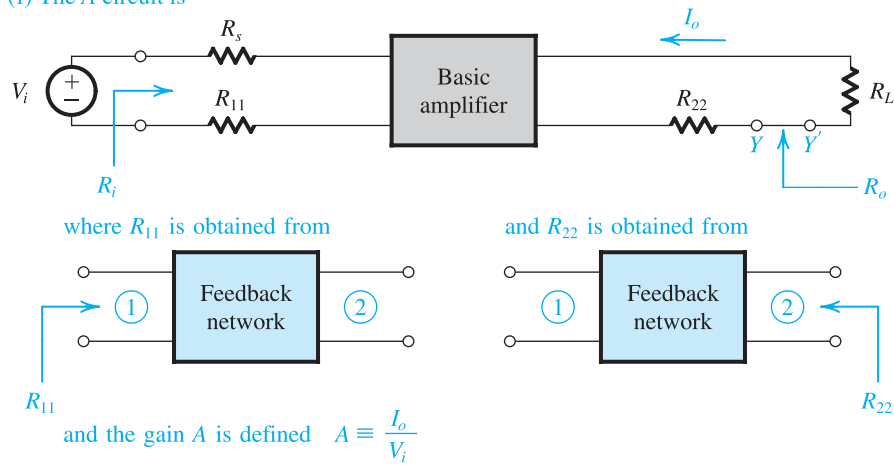 (i) The A circuit is
I_o
R_s
V_i
+
−
R_11
Basic
amplifier
R_22
R_L
Y
Y′
R_i
R_o
where R_11 is obtained from
and R_22 is obtained from
1
Feedback
network
2
1
Feedback
network
2
R_11
R_22
and the gain A is defined A ≡ I_o / V_i